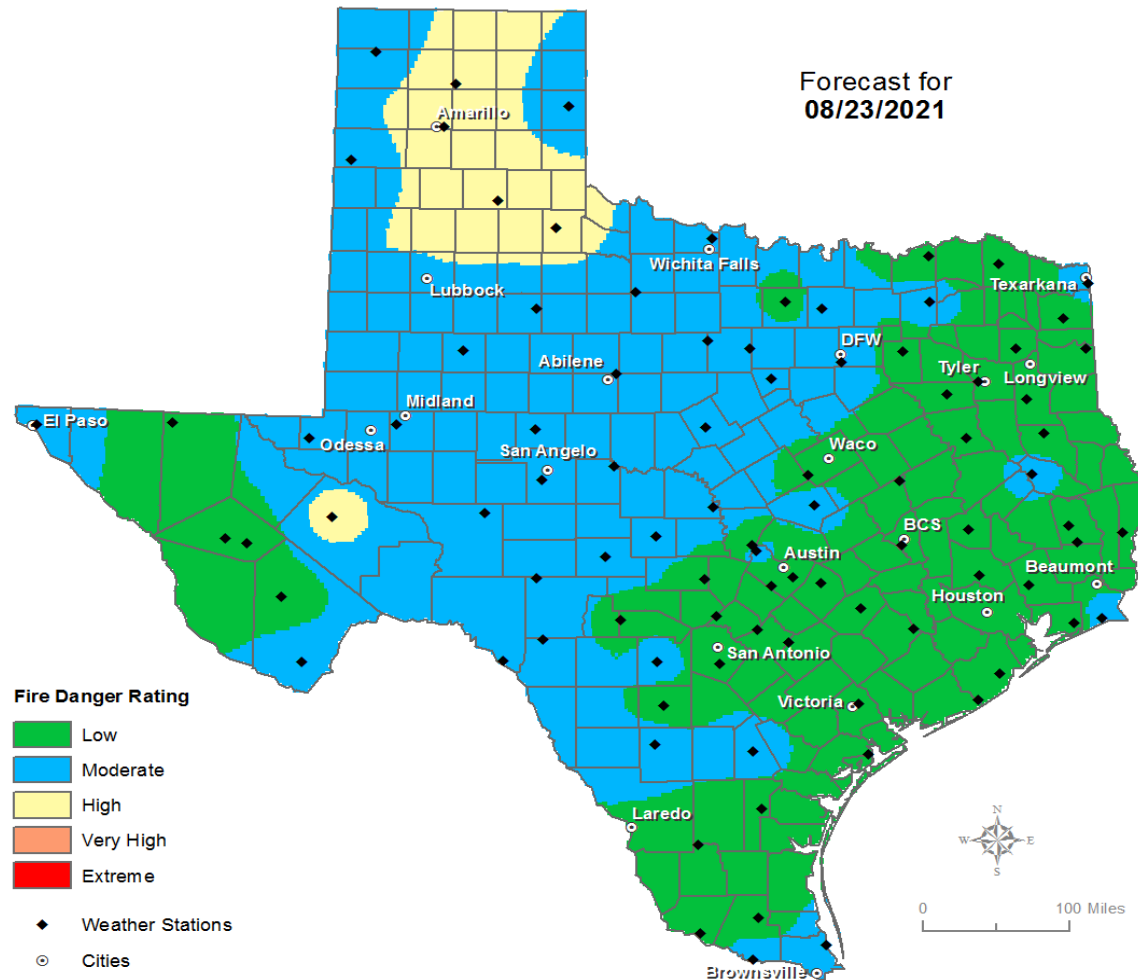 Forecast for
08/23/2021
Amarillo
Wichita Falls
Texarkana
Lubbock
DFW
Abilene
Tyler
Longview
Midland
El Paso
Odessa
San Angelo
Waco
BCS
Austin
Beaumont
Houston
San Antonio
Victoria
Laredo
Brownsville
Fire Danger Rating
Low
Moderate
High
Very High
Extreme
Weather Stations
Cities
N
W
E
S
0 100 Miles